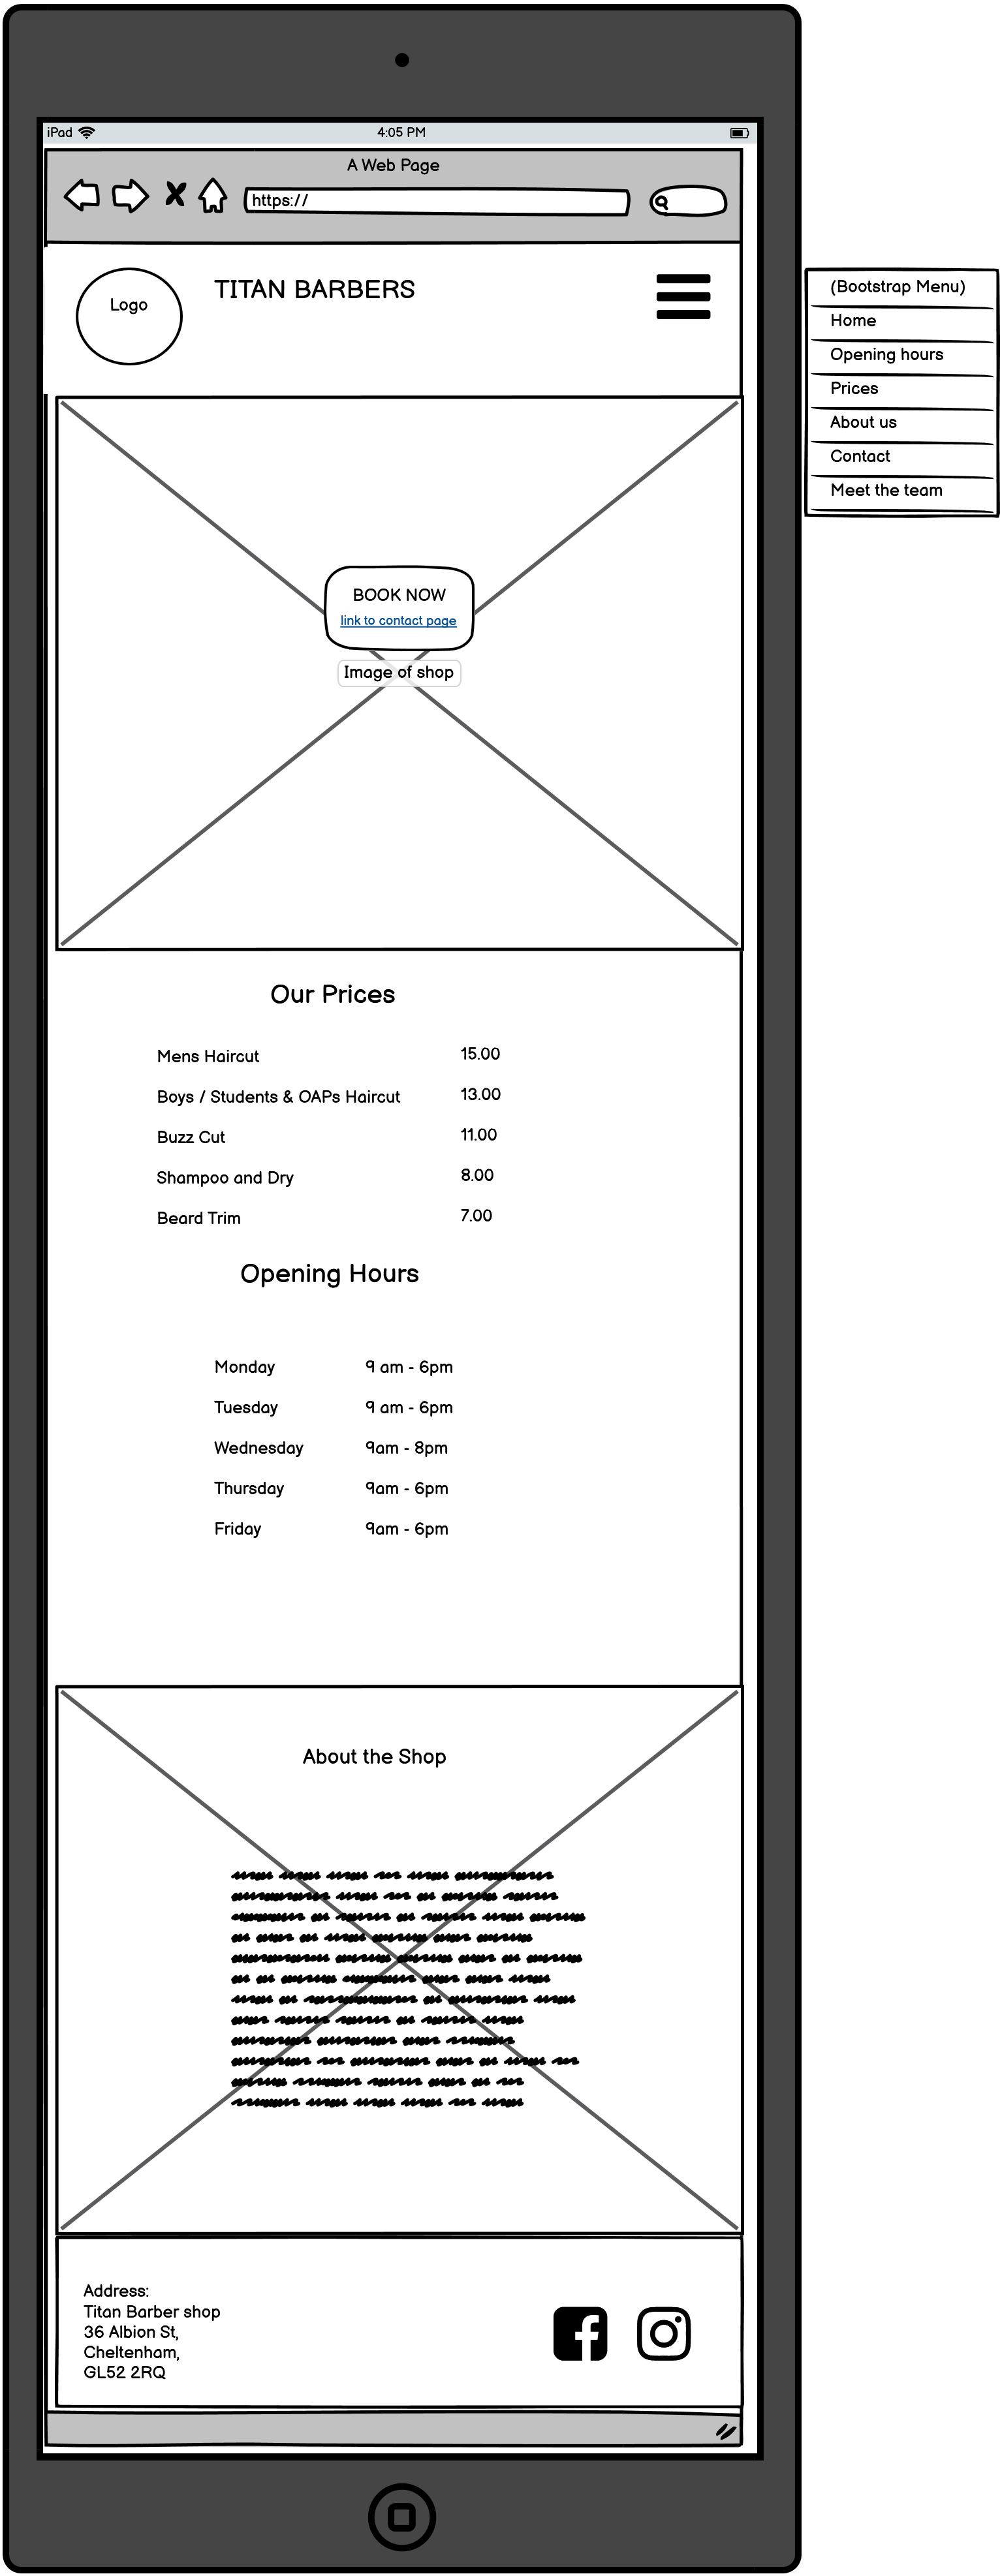 iPad
4:05 PM
A Web Page
https://
Logo
TITAN BARBERS
(Bootstrap Menu)
Home
Opening hours
Prices
About us
Contact
Meet the team
BOOK NOW
link to contact page
Image of shop
Our Prices
Mens Haircut 15.00
Boys / Students & OAPs Haircut 13.00
Buzz Cut 11.00
Shampoo and Dry 8.00
Beard Trim 7.00
Opening Hours
Monday 9 am - 6pm
Tuesday 9 am - 6pm
Wednesday 9am - 8pm
Thursday 9am - 6pm
Friday 9am - 6pm
About the Shop
Address:
Titan Barber shop
36 Albion St,
Cheltenham,
GL52 2RQ